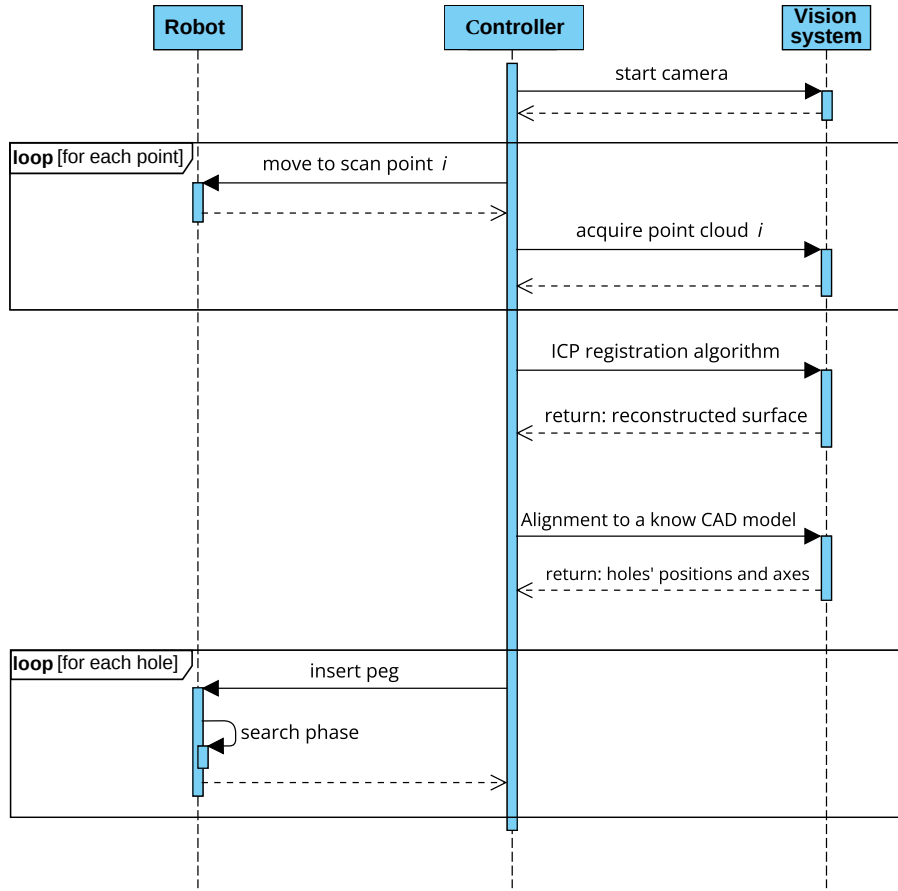 Robot
Controller
Vision
system
start camera
loop [for each point]
move to scan point i
acquire point cloud i
ICP registration algorithm
return: reconstructed surface
Alignment to a know CAD model
return: holes' positions and axes
loop [for each hole]
insert peg
search phase